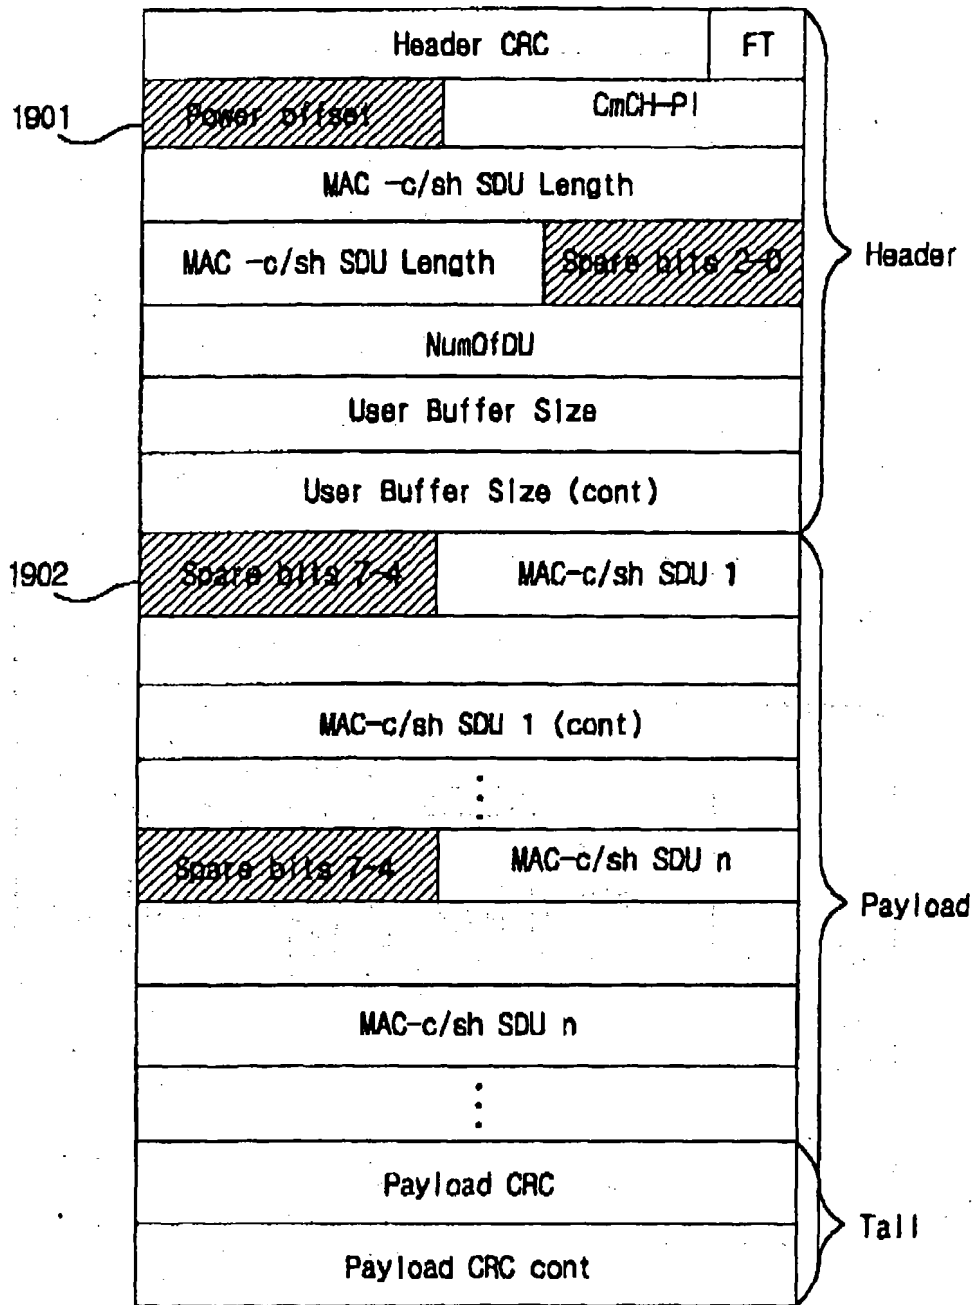 Header CRC FT
1901 Power offset CmCH-PI
MAC -c/sh SDU Length
MAC -c/sh SDU Length Spare bits 2-0
Header
NumOfDU
User Buffer Size
User Buffer Size (cont)
1902 Spare bits 7-4 MAC-c/sh SDU 1
MAC-c/sh SDU 1 (cont)
Spare bits 7-4 MAC-c/sh SDU n
Payload
MAC-c/sh SDU n
Payload CRC
Tail
Payload CRC cont